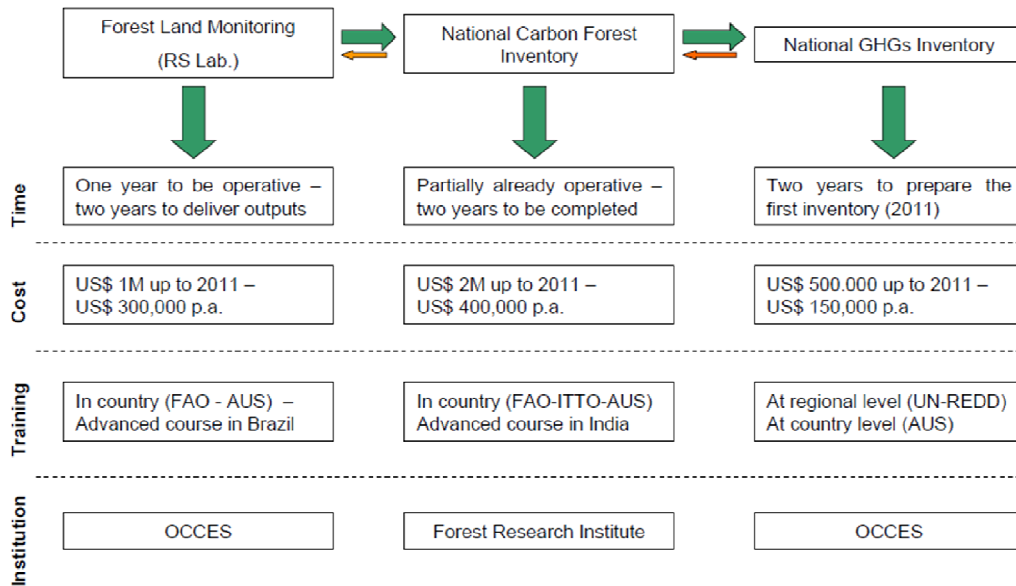 Forest Land Monitoring
(RS Lab.)
National Carbon Forest
Inventory
National GHGs Inventory
Time
One year to be operative –
two years to deliver outputs
Partially already operative –
two years to be completed
Two years to prepare the
first inventory (2011)
Cost
US$ 1M up to 2011 –
US$ 300,000 p.a.
US$ 2M up to 2011 –
US$ 400,000 p.a.
US$ 500.000 up to 2011 –
US$ 150,000 p.a.
Training
In country (FAO - AUS) –
Advanced course in Brazil
In country (FAO-ITTO-AUS)
Advanced course in India
At regional level (UN-REDD)
At country level (AUS)
Institution
OCCES
Forest Research Institute
OCCES